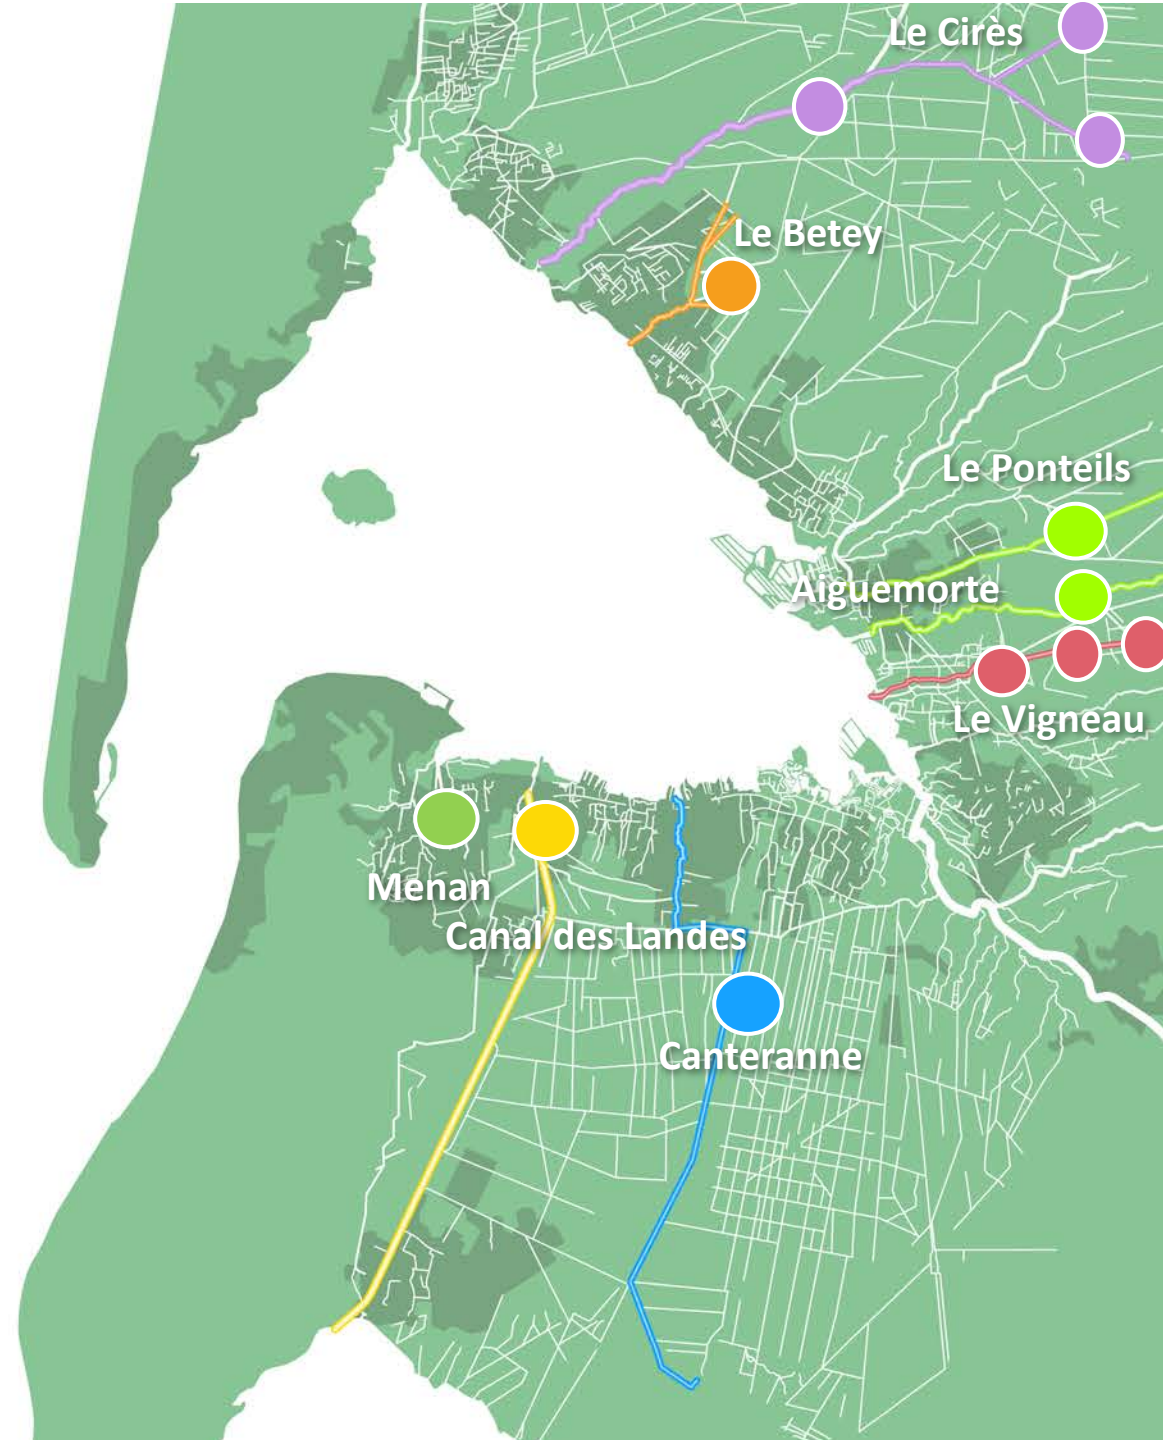 Le Cirès
Le Betey
Le Ponteils
Aiguemorte
Le Vigneau
Menan
Canal des Landes
Canteranne